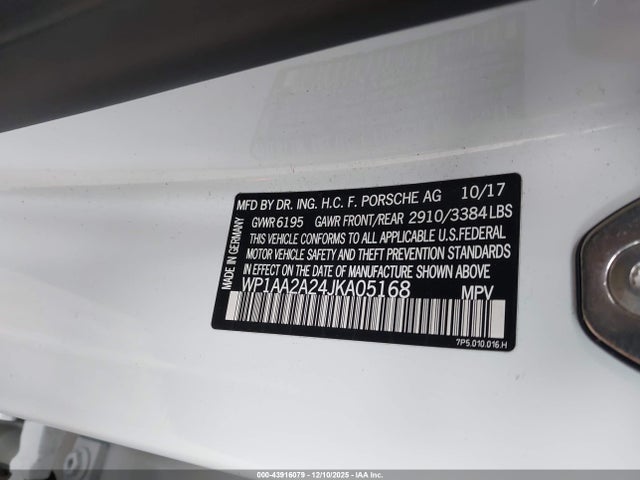 MFD BY DR. ING. H.C. F. PORSCHE AG 10/17
GVWR 6195 GAWR FRONT/REAR 2910/3384 LBS
THIS VEHICLE CONFORMS TO ALL APPLICABLE U.S.FEDERAL
MOTOR VEHICLE SAFETY AND THEFT PREVENTION STANDARDS
IN EFFECT ON THE DATE OF MANUFACTURE SHOWN ABOVE.
WP1AA2A24JKA05168 MPV
7P5.010.016.H
MADE IN GERMANY
000-43916079 - 12/10/2025 - IAA Inc.